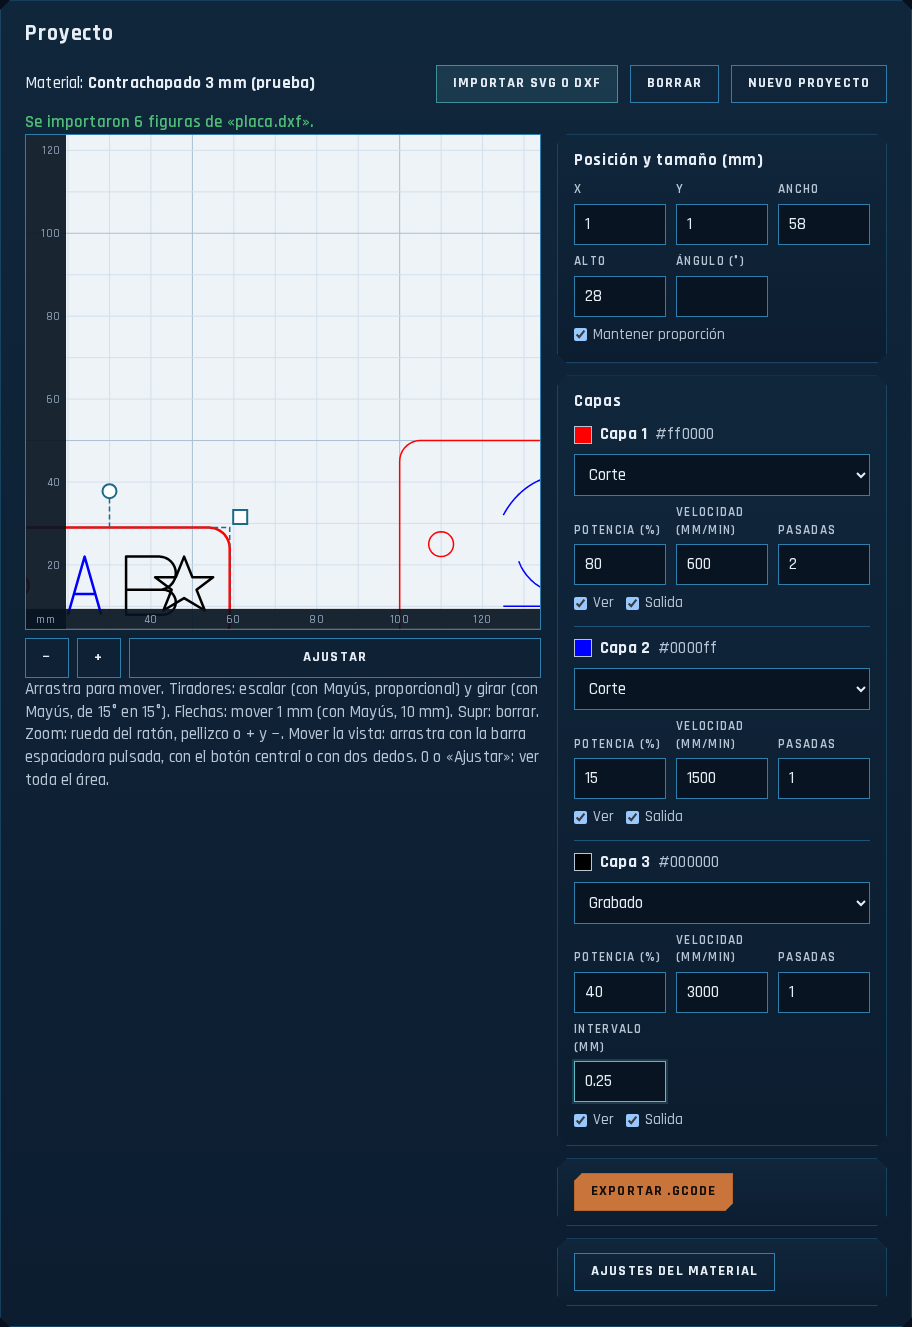 Proyecto
Material: Contrachapado 3 mm (prueba)
IMPORTAR SVG O DXF
BORRAR
NUEVO PROYECTO
Se importaron 6 figuras de «placa.dxf».
120
100
80
60
40
20
A B
mm 40 60 80 100 120
−
+
AJUSTAR
Arrastra para mover. Tiradores: escalar (con Mayús, proporcional) y girar (con
Mayús, de 15° en 15°). Flechas: mover 1 mm (con Mayús, 10 mm). Supr: borrar.
Zoom: rueda del ratón, pellizco o + y −. Mover la vista: arrastra con la barra
espaciadora pulsada, con el botón central o con dos dedos. 0 o «Ajustar»: ver
toda el área.
Posición y tamaño (mm)
X Y ANCHO
1 1 58
ALTO ÁNGULO (°)
28
Mantener proporción
Capas
Capa 1 #ff0000
Corte
POTENCIA (%) VELOCIDAD (MM/MIN) PASADAS
80 600 2
Ver Salida
Capa 2 #0000ff
Corte
POTENCIA (%) VELOCIDAD (MM/MIN) PASADAS
15 1500 1
Ver Salida
Capa 3 #000000
Grabado
POTENCIA (%) VELOCIDAD (MM/MIN) PASADAS
40 3000 1
INTERVALO
(MM)
0.25
Ver Salida
EXPORTAR .GCODE
AJUSTES DEL MATERIAL